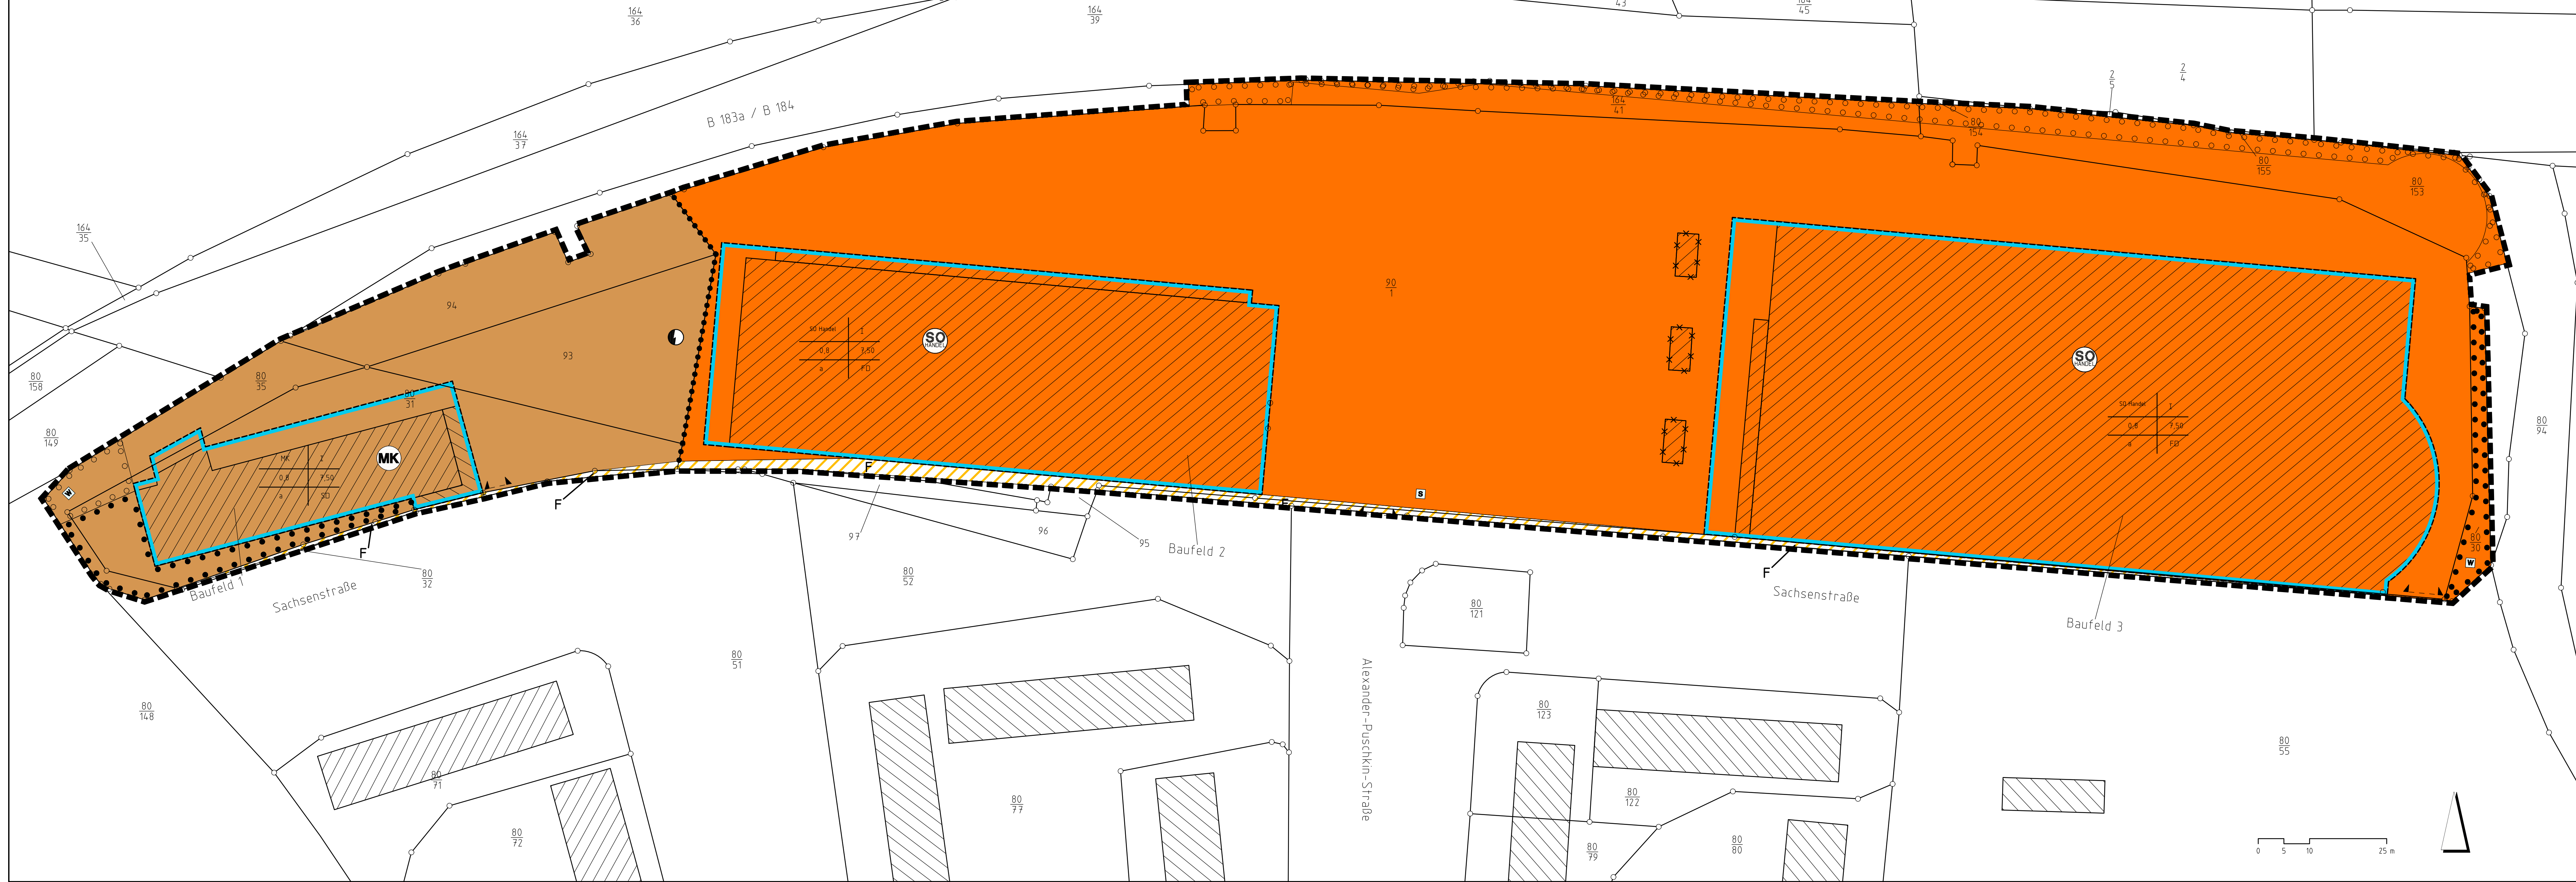 164
36
164
39
43
164
45
2
5
2
4
B 183a / B 184
164
37
164
41
80
154
80
155
80
153
164
35
94
93
90
1
80
158
80
35
80
31
80
149
80
94
SO Handel I
0,8 7,50
a FD
SO
HANDEL
SO
HANDEL
SO Handel I
0,8 7,50
a FD
MK I
0,8 7,50
a SD
MK
W
F
F
F
F
F
S
W
80
30
97
96
95
Baufeld 1
Baufeld 2
Baufeld 3
Sachsenstraße
Sachsenstraße
80
32
80
52
80
121
80
51
Alexander-Puschkin-Straße
80
148
80
123
80
55
80
71
80
77
80
122
80
72
80
79
80
80
0 5 10 25 m